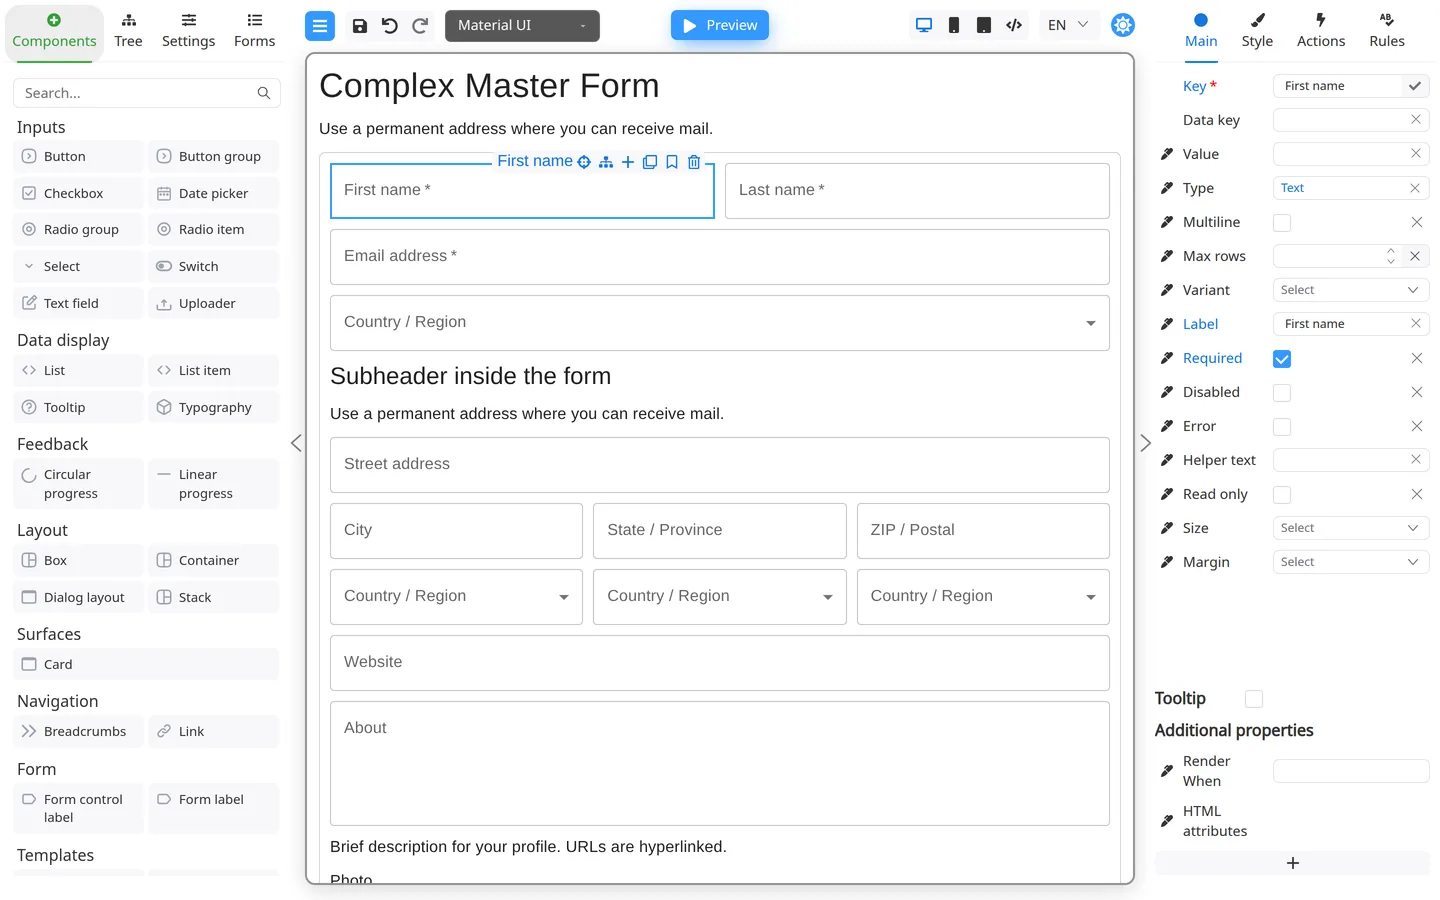 Components
Tree
Settings
Forms
Material UI
Preview
EN
Main
Style
Actions
Rules
Search...
Inputs
Button
Button group
Checkbox
Date picker
Radio group
Radio item
Select
Switch
Text field
Uploader
Data display
List
List item
Tooltip
Typography
Feedback
Circular
progress
Linear
progress
Layout
Box
Container
Dialog layout
Stack
Surfaces
Card
Navigation
Breadcrumbs
Link
Form
Form control
label
Form label
Templates
Complex Master Form
Use a permanent address where you can receive mail.
First name
First name *
Last name *
Email address *
Country / Region
Subheader inside the form
Use a permanent address where you can receive mail.
Street address
City
State / Province
ZIP / Postal
Country / Region
Country / Region
Country / Region
Website
About
Brief description for your profile. URLs are hyperlinked.
Photo
Key *
First name
Data key
Value
Type
Text
Multiline
Max rows
Variant
Select
Label
First name
Required
Disabled
Error
Helper text
Read only
Size
Select
Margin
Select
Tooltip
Additional properties
Render
When
HTML
attributes